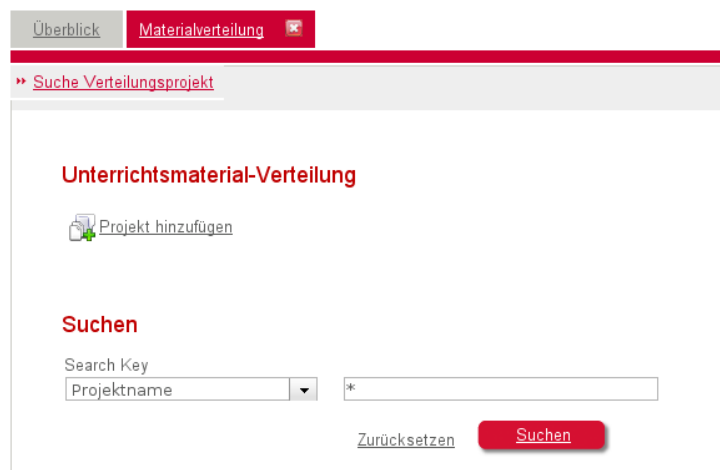 Überblick Materialverteilung
Suche Verteilungsprojekt
Unterrichtsmaterial-Verteilung
Projekt hinzufügen
Suchen
Search Key
Projektname *
Zurücksetzen Suchen